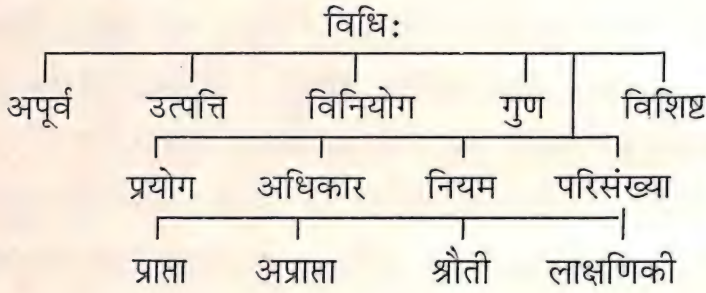 विधि:
अपूर्व उत्पत्ति विनियोग गुण विशिष्ट
प्रयोग अधिकार नियम परिसंख्या
प्राप्ता अप्राप्ता श्रौती लाक्षणिकी